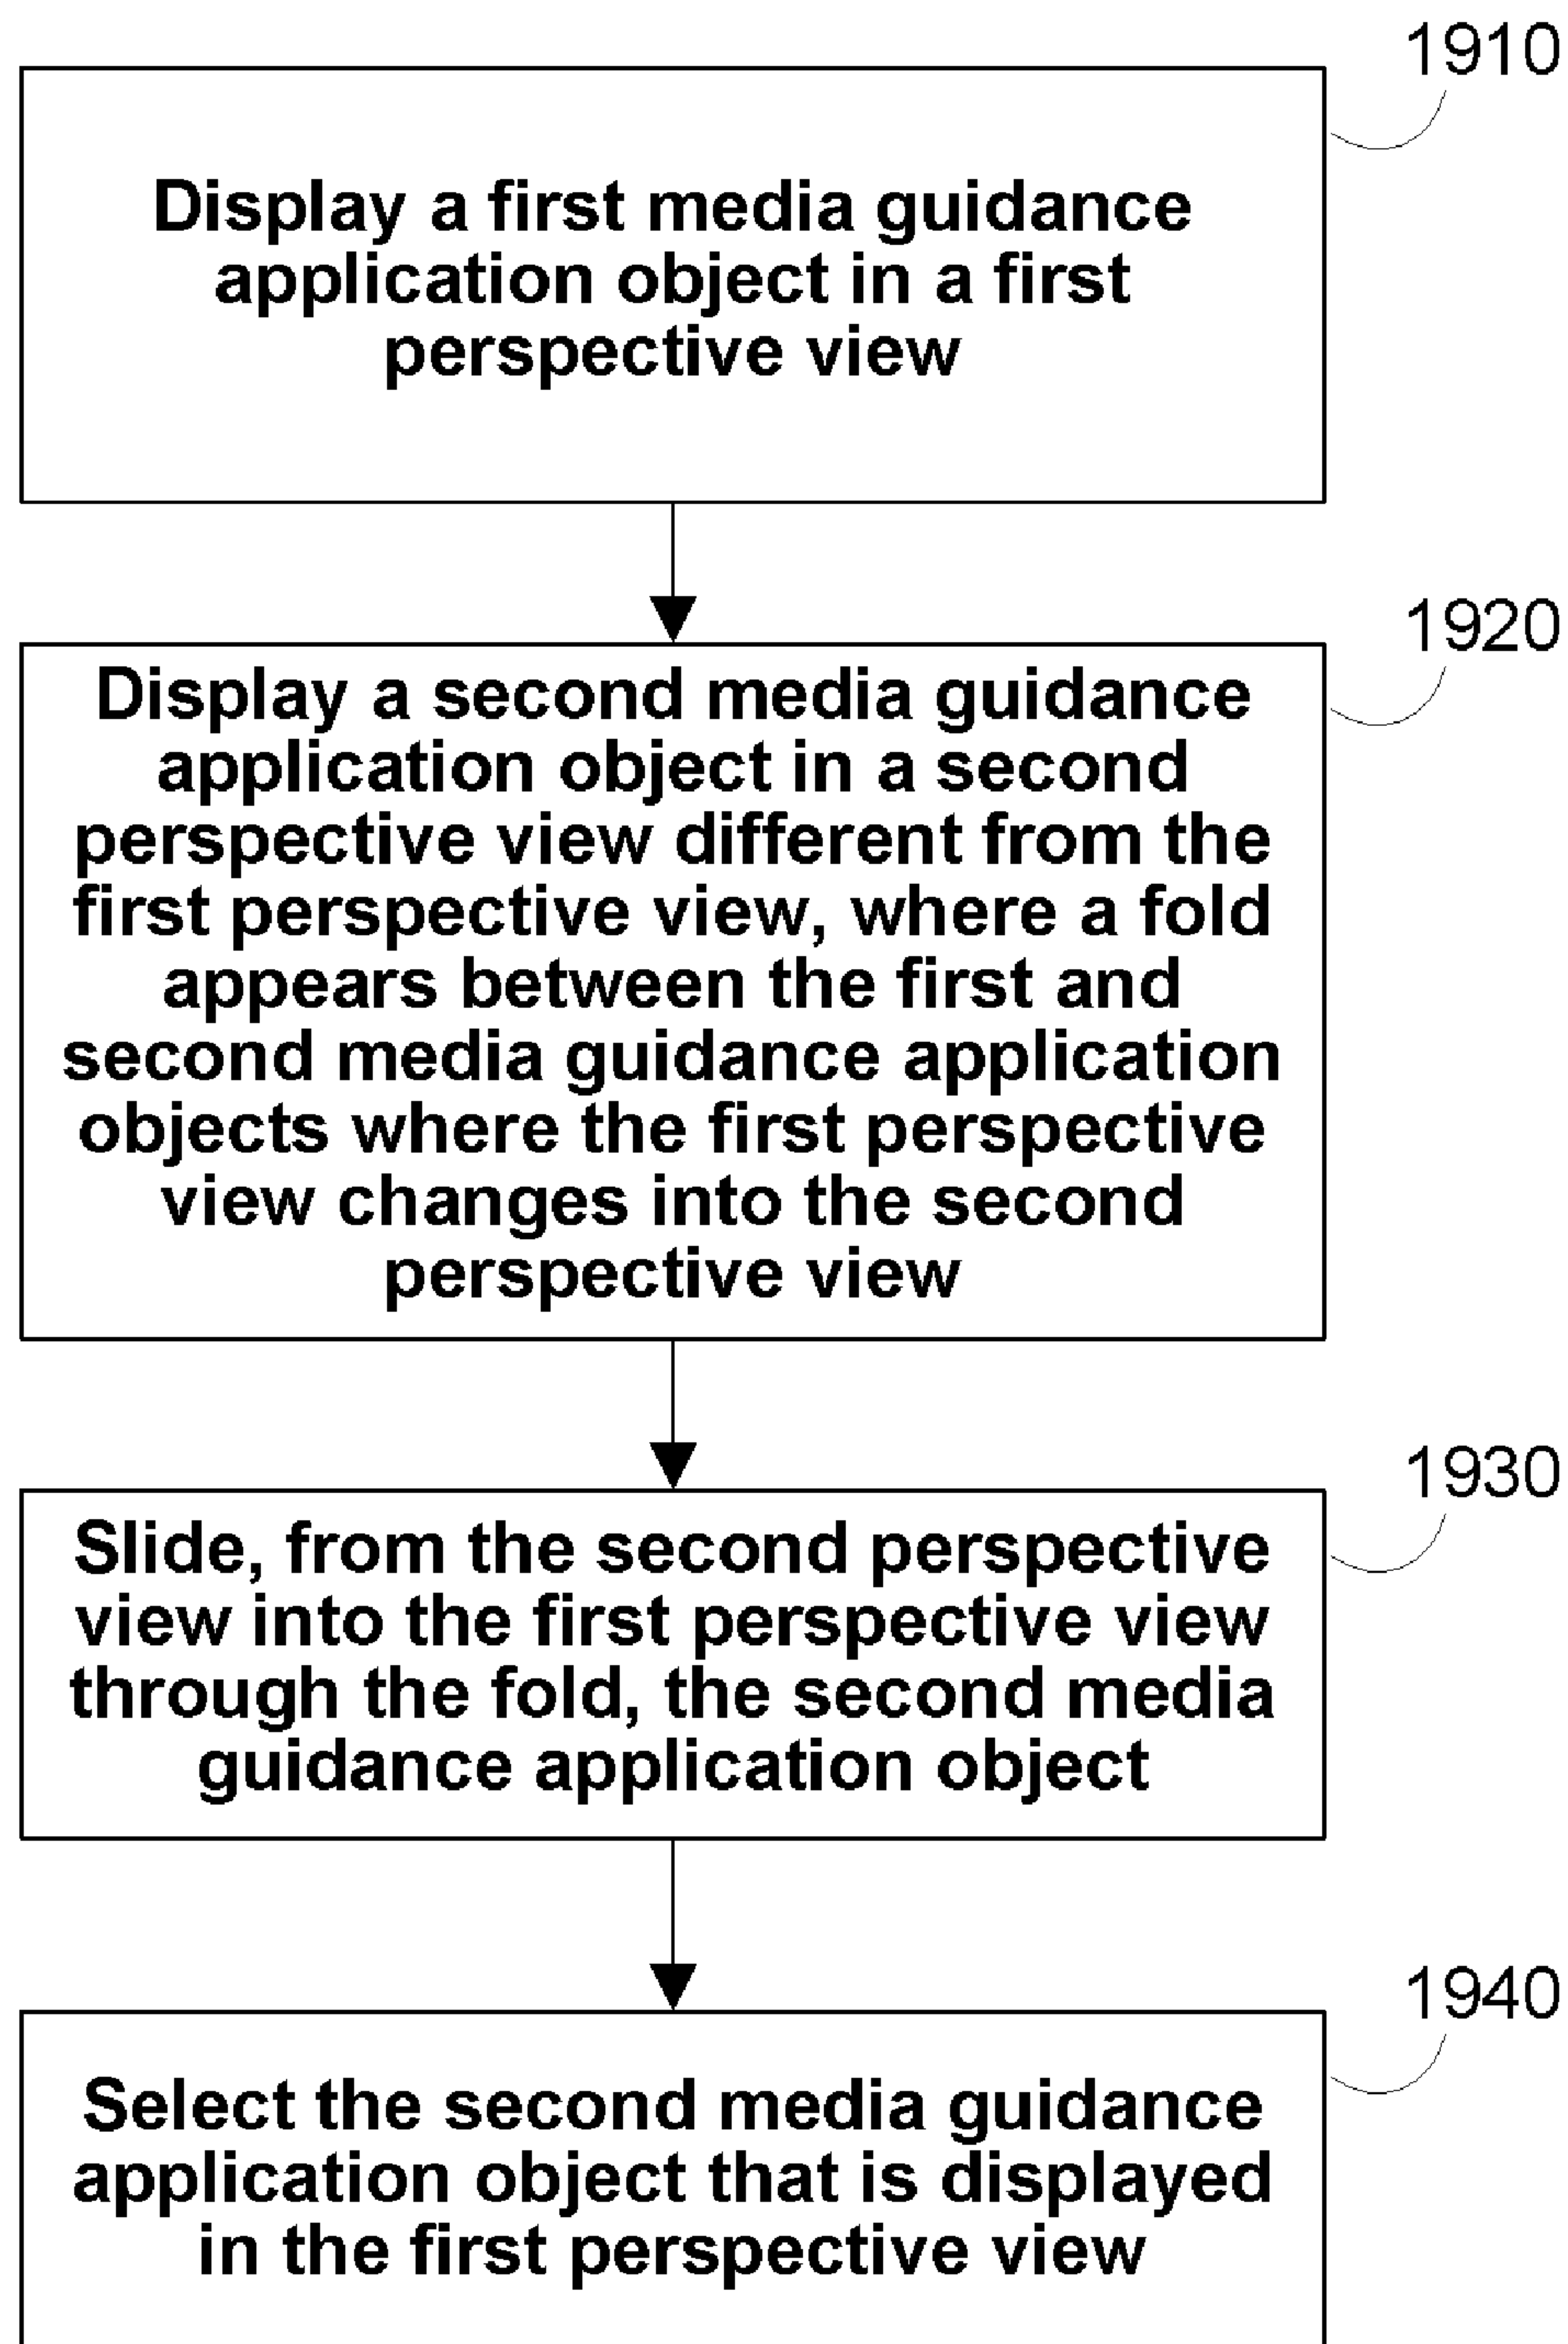 1910
Display a first media guidance
application object in a first
perspective view
1920
Display a second media guidance
application object in a second
perspective view different from the
first perspective view, where a fold
appears between the first and
second media guidance application
objects where the first perspective
view changes into the second
perspective view
1930
Slide, from the second perspective
view into the first perspective view
through the fold, the second media
guidance application object
1940
Select the second media guidance
application object that is displayed
in the first perspective view